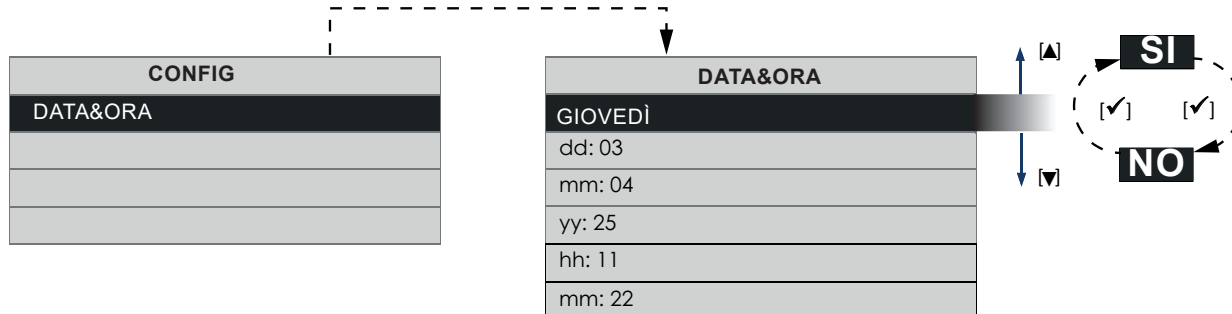 CONFIG
DATA&ORA
DATA&ORA
GIOVEDÌ
dd: 03
mm: 04
yy: 25
hh: 11
mm: 22
[▲]
[▼]
SI
[✔] [✔]
NO